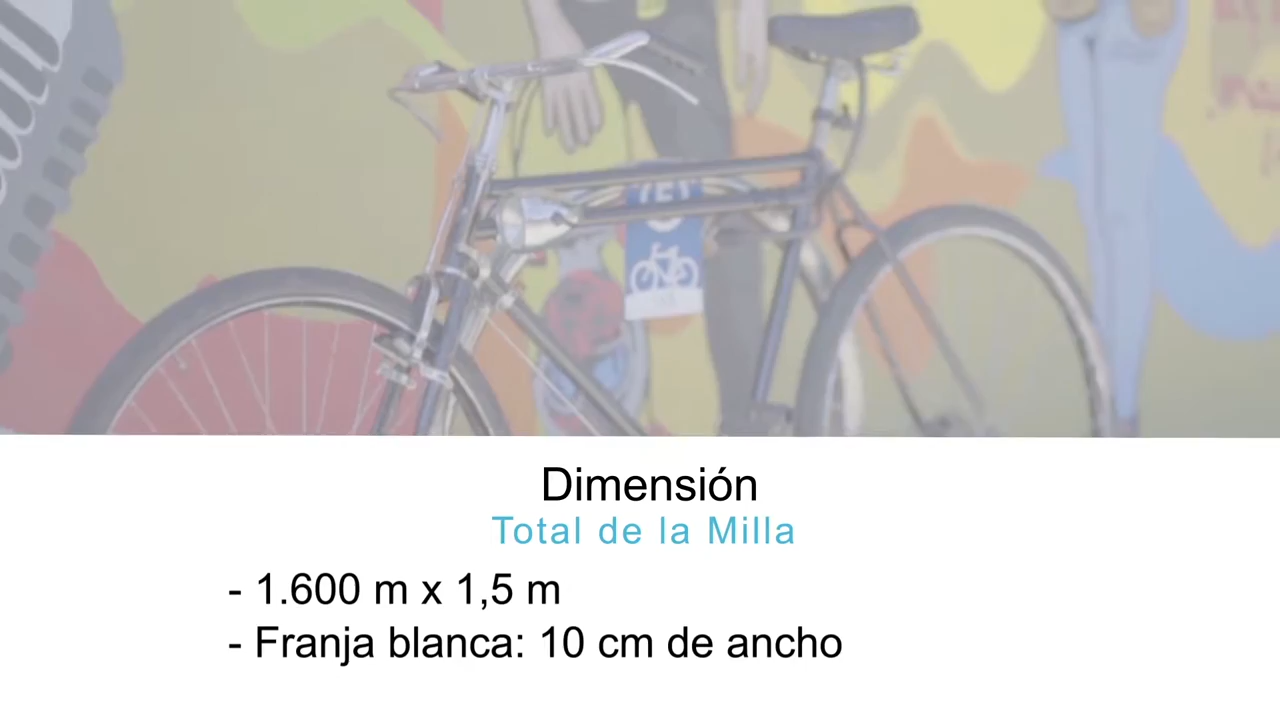 Dimensión
Total de la Milla
- 1.600 m x 1,5 m
- Franja blanca: 10 cm de ancho